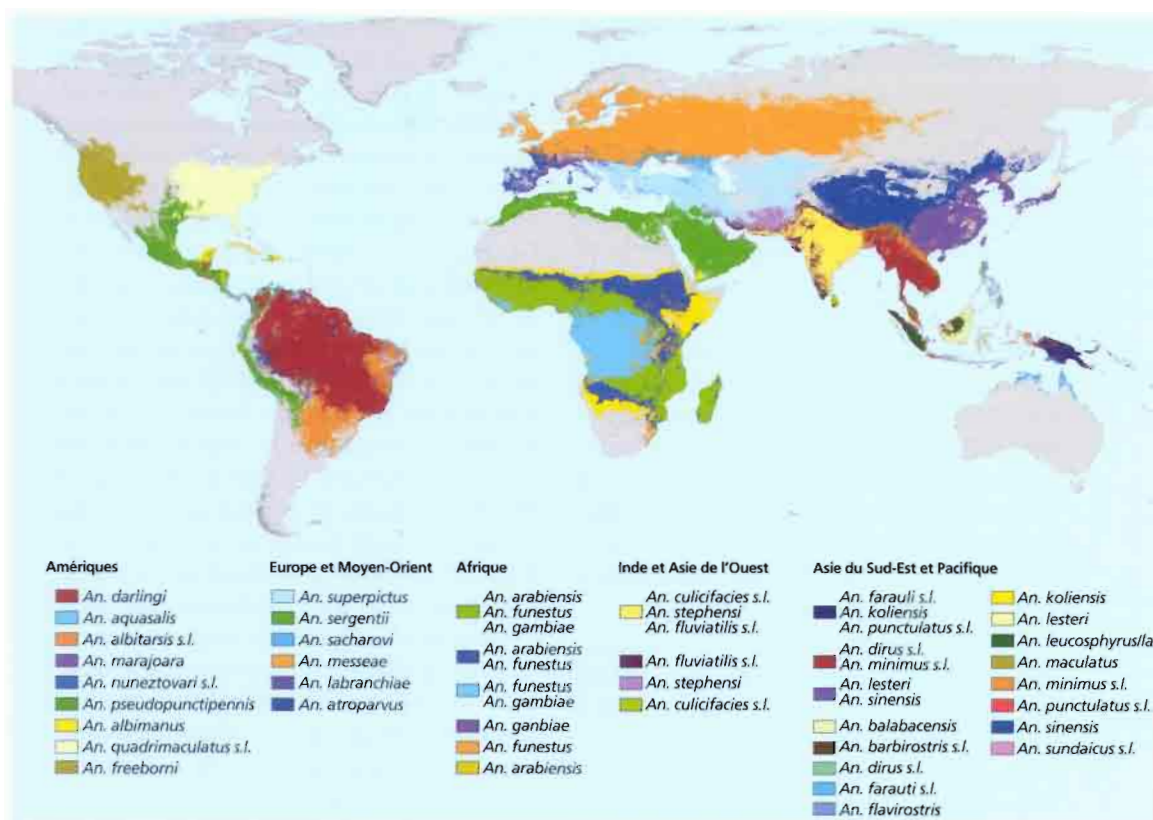 Amériques
An. darlingi
An. aquasalis
An. albitarsis s.l.
An. marajoara
An. nuneztovari s.l.
An. pseudopunctipennis
An. albimanus
An. quadrimaculatus s.l.
An. freeborni
Europe et Moyen-Orient
An. superpictus
An. sergentii
An. sacharovi
An. messeae
An. labranchiae
An. atroparvus
Afrique
An. arabiensis
An. funestus
An. gambiae
An. arabiensis
An. funestus
An. funestus
An. gambiae
An. ganbiae
An. funestus
An. arabiensis
Inde et Asie de l'Ouest
An. culicifacies s.l.
An. stephensi
An. fluviatilis s.l.
An. fluviatilis s.l.
An. stephensi
An. culicifacies s.l.
Asie du Sud-Est et Pacifique
An. farauli s.l.
An. koliensis
An. punctulatus s.l.
An. dirus s.l.
An. minimus s.l.
An. lesteri
An. sinensis
An. balabacensis
An. barbirostris s.l.
An. dirus s.l.
An. farauti s.l.
An. flavirostris
An. koliensis
An. lesteri
An. leucosphyrus/la
An. maculatus
An. minimus s.l.
An. punctulatus s.l.
An. sinensis
An. sundaicus s.l.